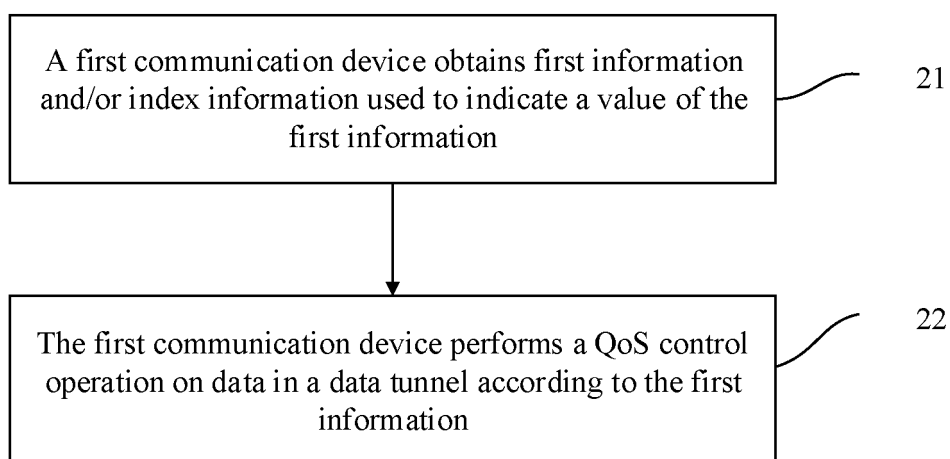 A first communication device obtains first information
and/or index information used to indicate a value of the
first information
21
The first communication device performs a QoS control
operation on data in a data tunnel according to the first
information
22